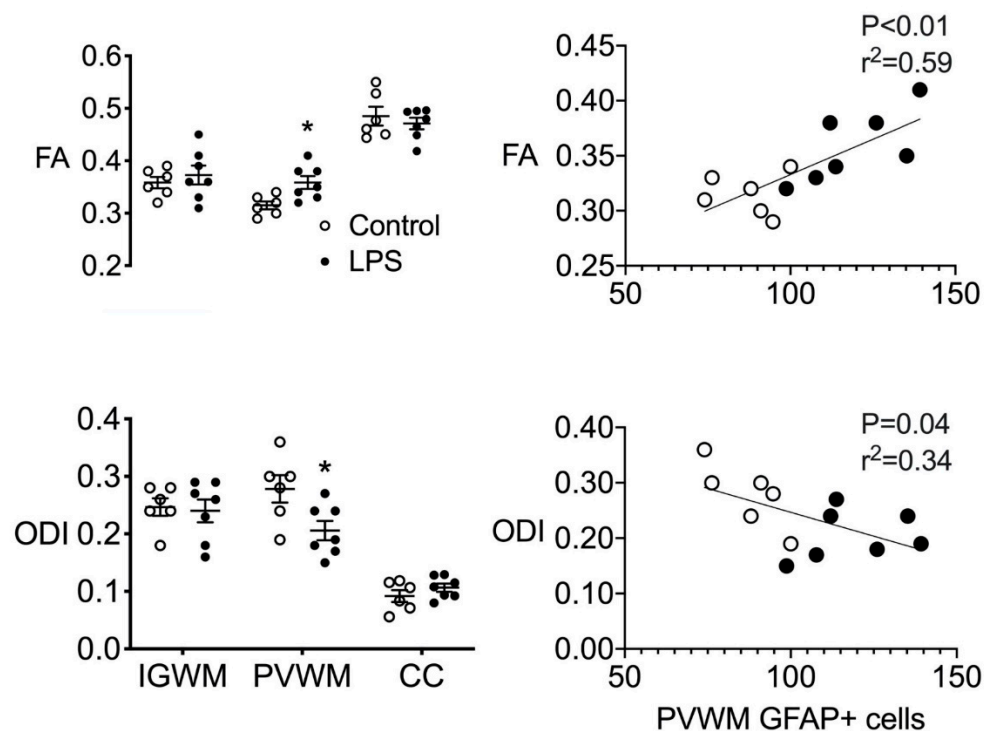 0.6
0.5
FA 0.4
0.3
0.2
*
Control
LPS
P<0.01
r²=0.59
0.45
0.40
FA 0.35
0.30
0.25
50 100 150
0.4
0.3
ODI 0.2
0.1
0.0
*
IGWM PVWM CC
P=0.04
r²=0.34
0.40
0.30
ODI 0.20
0.10
0.00
50 100 150
PVWM GFAP+ cells